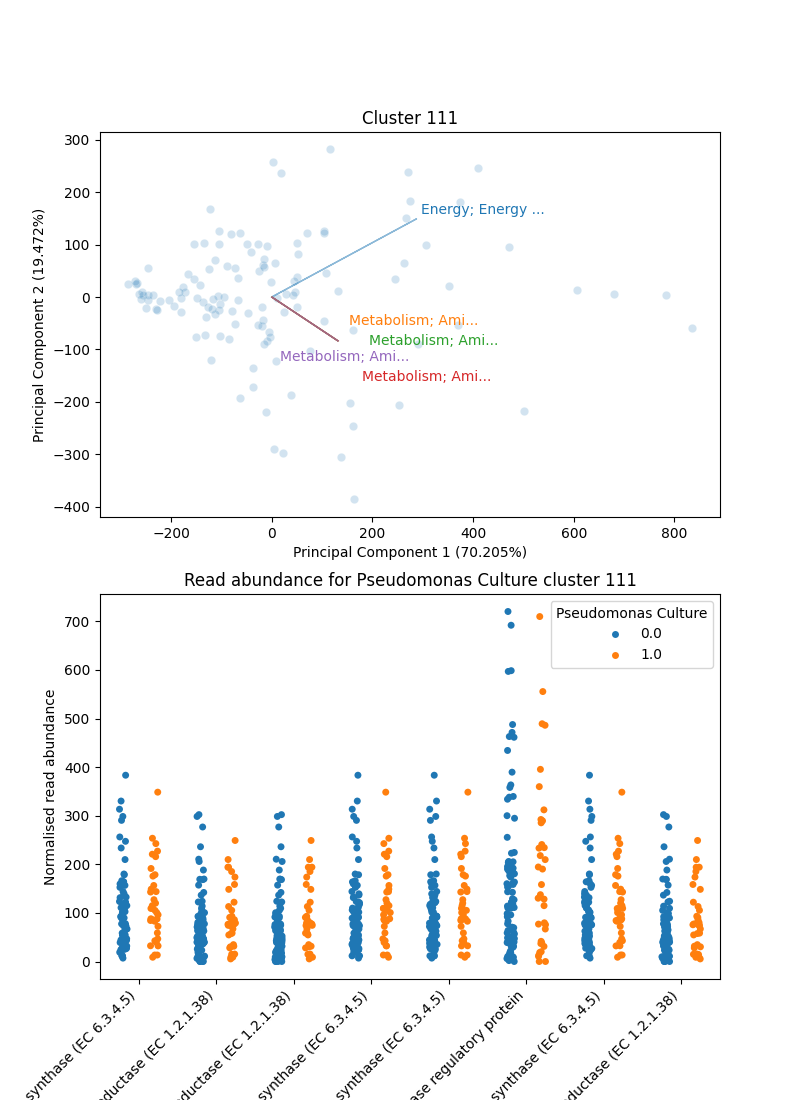 Cluster 111
300
200
100
0
−100
−200
−300
−400
Principal Component 2 (19.472%)
Energy; Energy ...
Metabolism; Ami...
Metabolism; Ami...
Metabolism; Ami...
Metabolism; Ami...
−200 0 200 400 600 800
Principal Component 1 (70.205%)
Read abundance for Pseudomonas Culture cluster 111
700
600
500
400
300
200
100
0
Normalised read abundance
Pseudomonas Culture
0.0
1.0
synthase (EC 6.3.4.5)
(EC 1.2.1.38)
(EC 1.2.1.38)
synthase (EC 6.3.4.5)
synthase (EC 6.3.4.5)
regulatory protein
synthase (EC 6.3.4.5)
(EC 1.2.1.38)